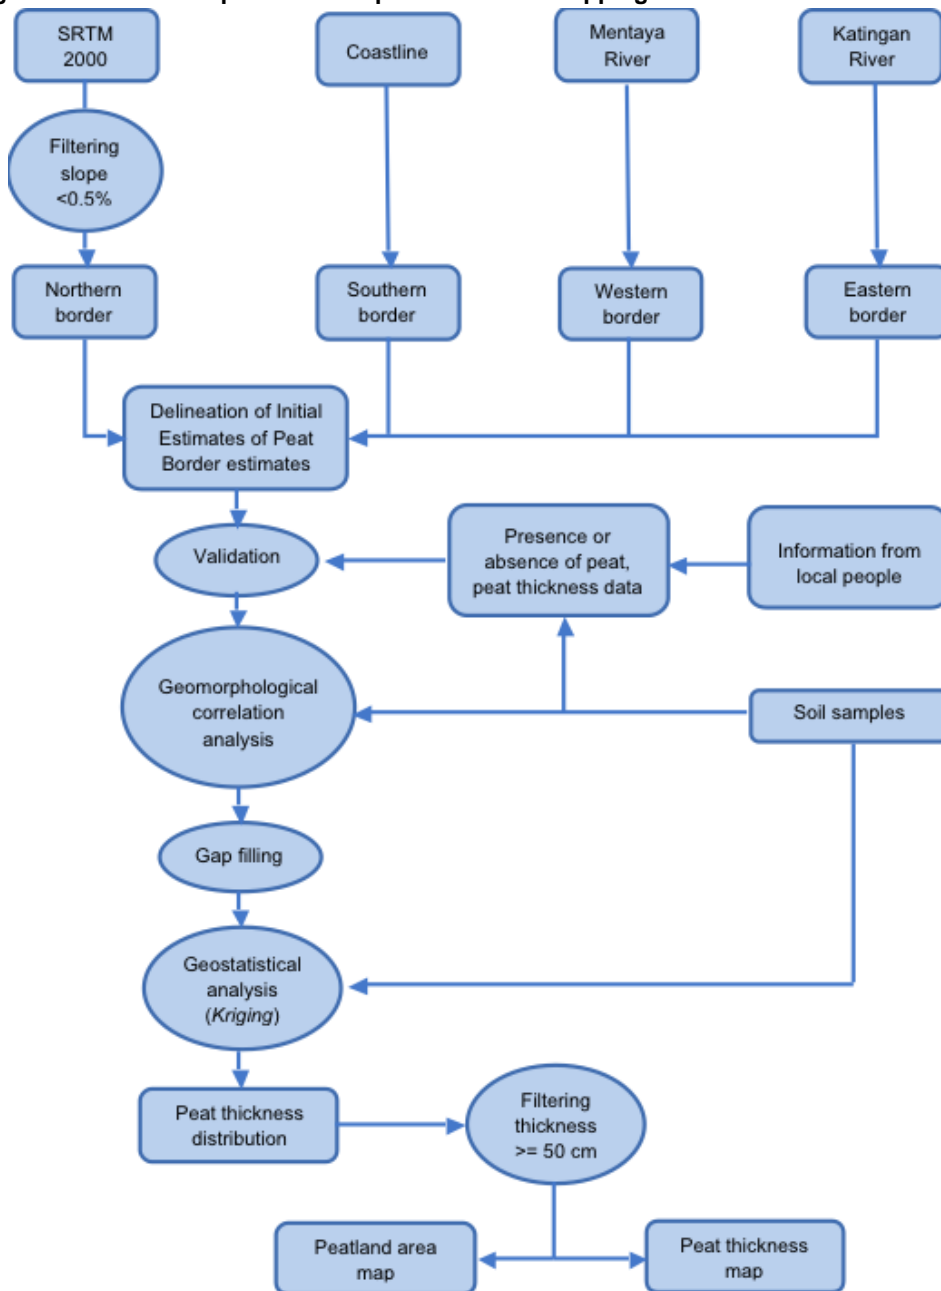 SRTM
2000
Coastline
Mentaya
River
Katingan
River
Filtering
slope
<0.5%
Northern
border
Southern
border
Western
border
Eastern
border
Delineation of Initial
Estimates of Peat
Border estimates
Validation
Presence or
absence of peat,
peat thickness data
Information from
local people
Geomorphological
correlation
analysis
Soil samples
Gap filling
Geostatistical
analysis
(Kriging)
Peat thickness
distribution
Filtering
thickness
>= 50 cm
Peatland area
map
Peat thickness
map